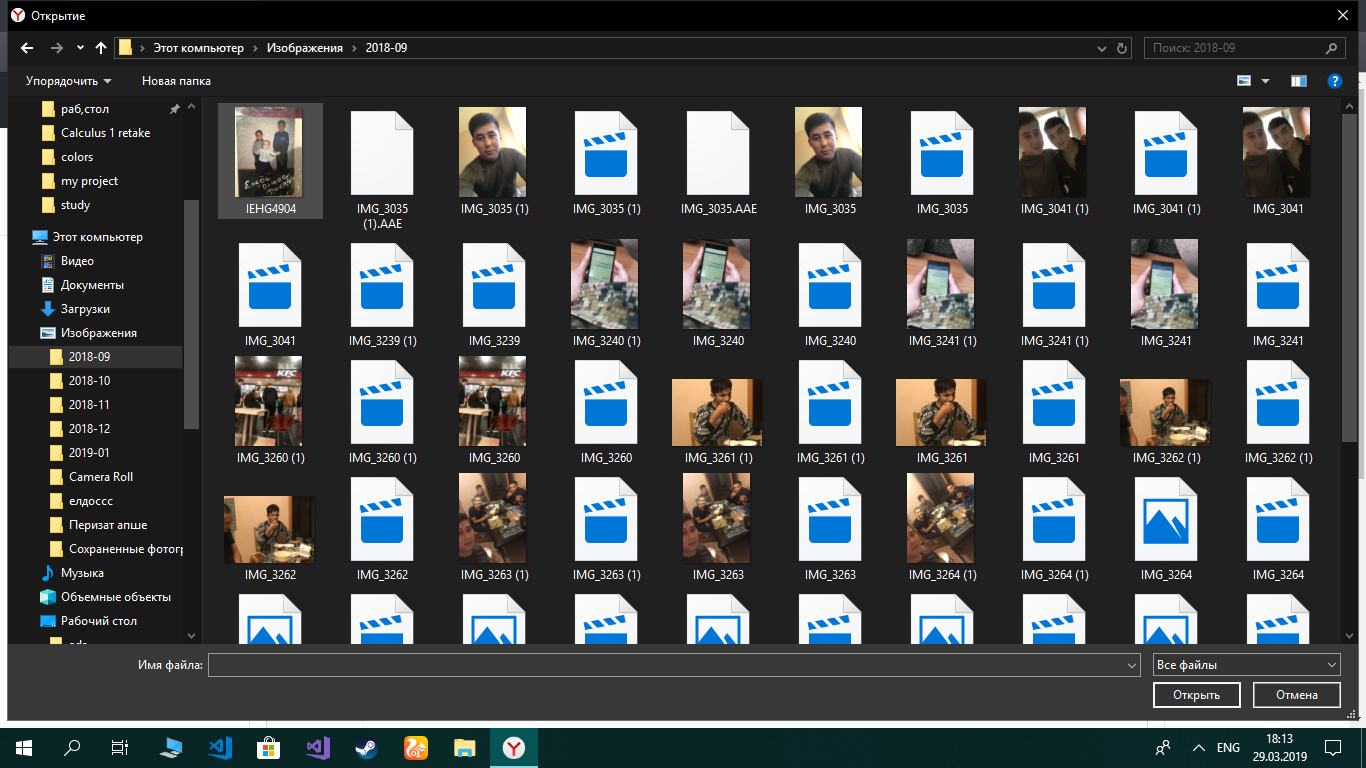 Открытие
Этот компьютер
Изображения
2018-09
Поиск: 2018-09
Упорядочить
Новая папка
раб,стол
Calculus 1 retake
colors
my project
study
Этот компьютер
Видео
Документы
Загрузки
Изображения
2018-09
2018-10
2018-11
2018-12
2019-01
Camera Roll
елдоссс
Перизат апше
Сохраненные фотогр
Музыка
Объемные объекты
Рабочий стол
IEHG4904
IMG_3035
(1).AAE
IMG_3035 (1)
IMG_3035 (1)
IMG_3035.AAE
IMG_3035
IMG_3035
IMG_3041 (1)
IMG_3041 (1)
IMG_3041
IMG_3041
IMG_3239 (1)
IMG_3239
IMG_3240 (1)
IMG_3240
IMG_3240
IMG_3241 (1)
IMG_3241 (1)
IMG_3241
IMG_3241
KFC
KFC
IMG_3260 (1)
IMG_3260 (1)
IMG_3260
IMG_3260
IMG_3261 (1)
IMG_3261 (1)
IMG_3261
IMG_3261
IMG_3262 (1)
IMG_3262 (1)
IMG_3262
IMG_3262
IMG_3263 (1)
IMG_3263 (1)
IMG_3263
IMG_3263
IMG_3264 (1)
IMG_3264 (1)
IMG_3264
IMG_3264
Имя файла:
Все файлы
Открыть
Отмена
ENG
18:13
29.03.2019